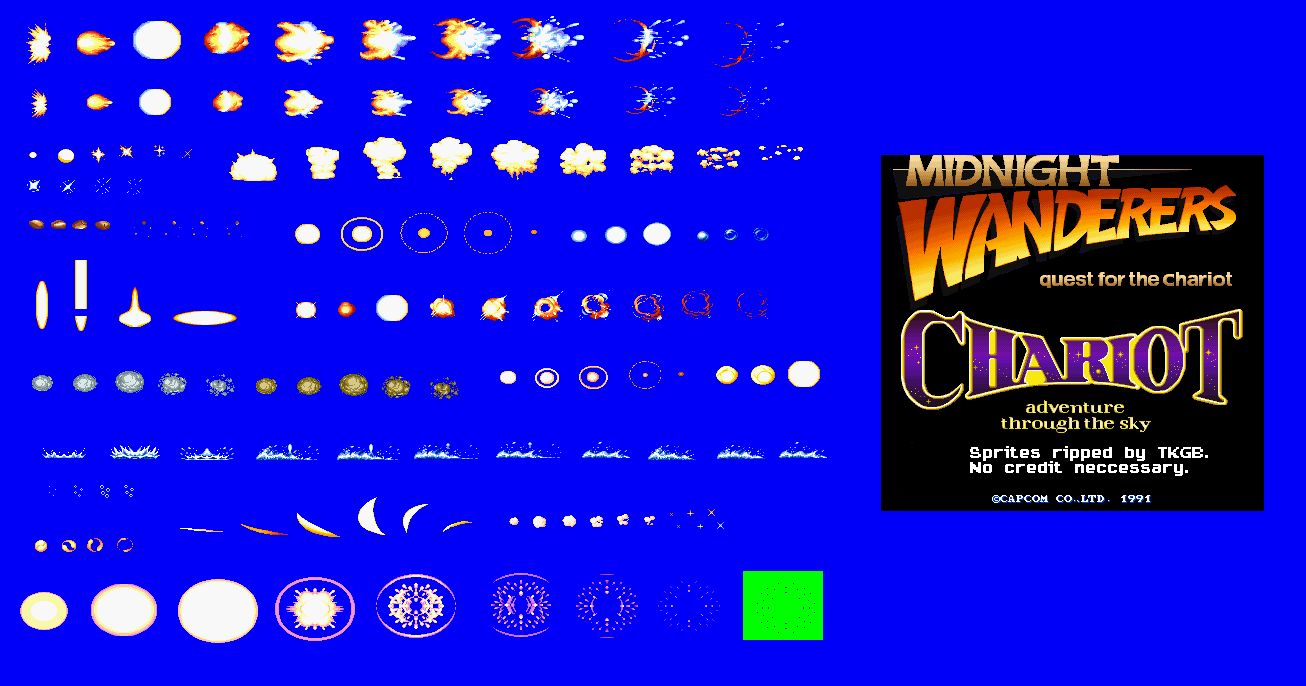 MIDNIGHT
WANDERERS
quest for the Chariot
CHARIOT
adventure
through the sky
Sprites ripped by TKGB.
No credit neccessary.
©CAPCOM CO.,LTD. 1991